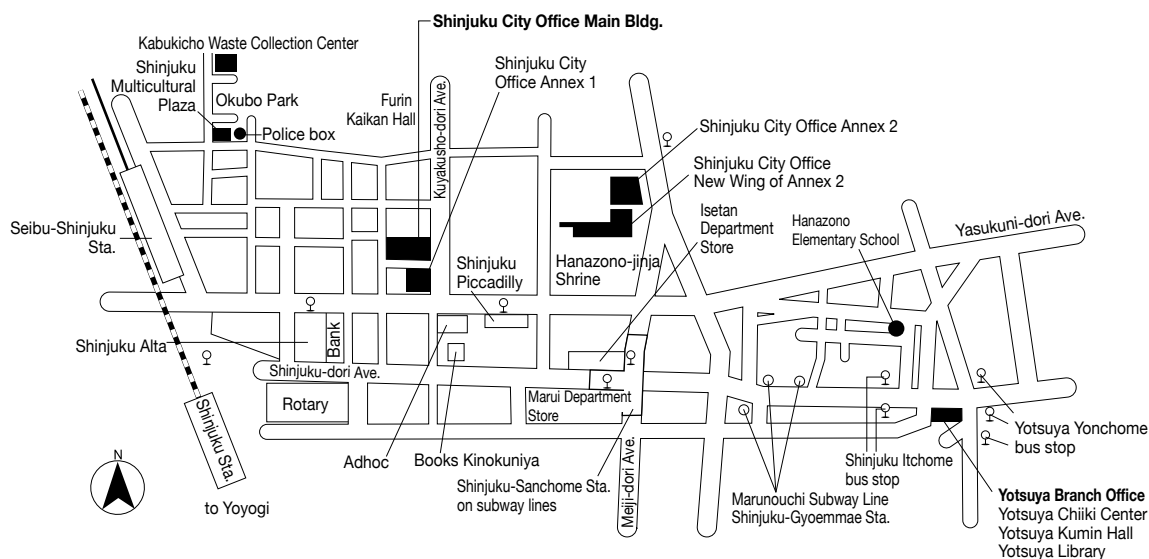 Shinjuku City Office Main Bldg.
Kabukicho Waste Collection Center
Shinjuku
Multicultural
Plaza
Okubo Park
Police box
Furin
Kaikan Hall
Kuyakusho-dori Ave.
Shinjuku City
Office Annex 1
Shinjuku City Office Annex 2
Shinjuku City Office
New Wing of Annex 2
Isetan
Department
Store
Hanazono
Elementary School
Yasukuni-dori Ave.
Seibu-Shinjuku
Sta.
Shinjuku
Piccadilly
Hanazono-jinja
Shrine
Shinjuku Alta
Bank
Shinjuku-dori Ave.
Rotary
Marui Department
Store
Shinjuku Sta.
Adhoc
Books Kinokuniya
Shinjuku-Sanchome Sta.
on subway lines
Meiji-dori Ave.
Marunouchi Subway Line
Shinjuku-Gyoemmae Sta.
Shinjuku Itchome
bus stop
Yotsuya Yonchome
bus stop
Yotsuya Branch Office
Yotsuya Chiiki Center
Yotsuya Kumin Hall
Yotsuya Library
N
to Yoyogi